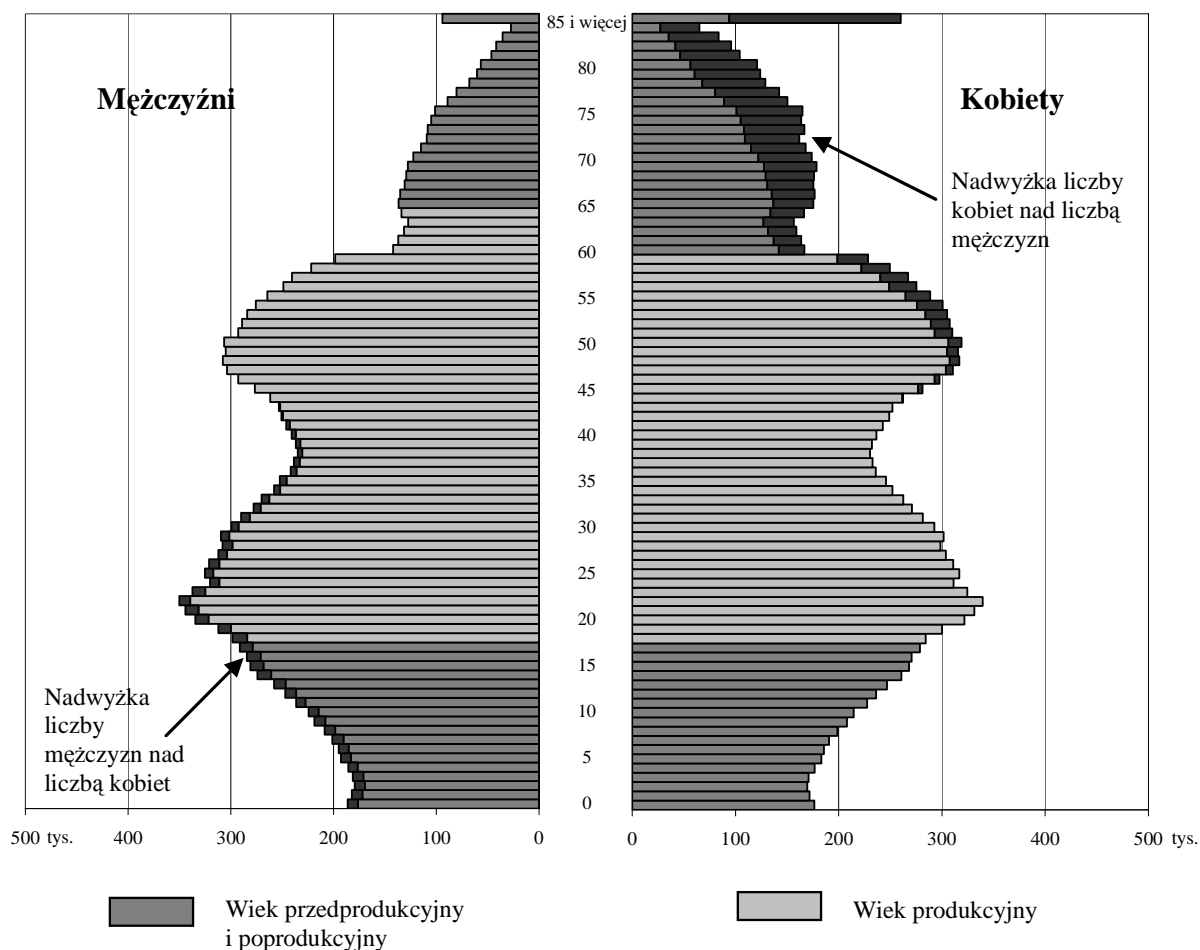 85 i więcej
80
75
70
65
60
55
50
45
40
35
30
25
20
15
10
5
0
Mężczyźni
Kobiety
Nadwyżka liczby
kobiet nad liczbą
mężczyzn
Nadwyżka
liczby
mężczyzn nad
liczbą kobiet
500 tys. 400 300 200 100 0
0 100 200 300 400 500 tys.
Wiek przedprodukcyjny
i poprodukcyjny
Wiek produkcyjny